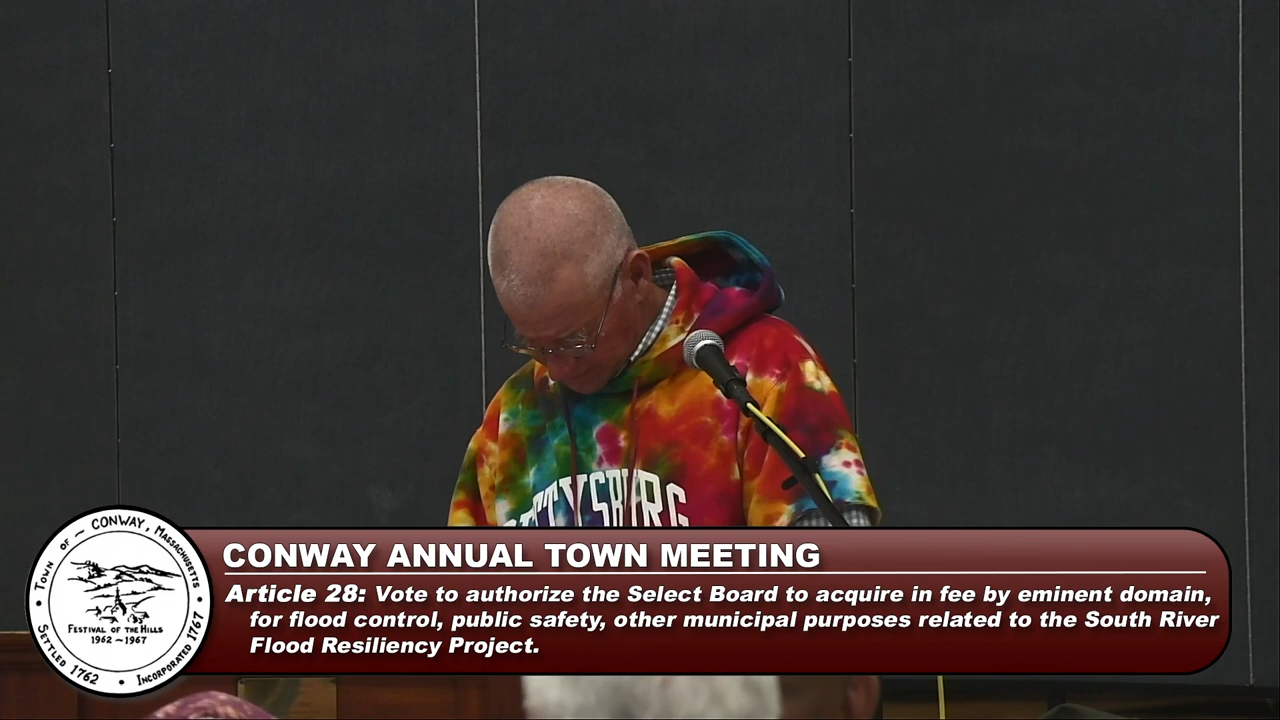 TOWN OF ~ CONWAY, MASSACHUSETTS
FESTIVAL OF THE HILLS
1962 ~ 1967
SETTLED 1762 • INCORPORATED 1767
CONWAY ANNUAL TOWN MEETING
Article 28: Vote to authorize the Select Board to acquire in fee by eminent domain,
for flood control, public safety, other municipal purposes related to the South River
Flood Resiliency Project.